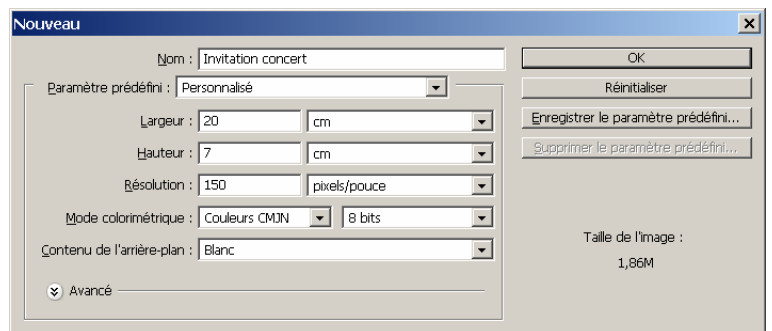 Nouveau
Nom : Invitation concert
OK
Paramètre prédéfini : Personnalisé
Réinitialiser
Largeur : 20 cm
Enregistrer le paramètre prédéfini...
Hauteur : 7 cm
Supprimer le paramètre prédéfini...
Résolution : 150 pixels/pouce
Mode colorimétrique : Couleurs CMJN 8 bits
Contenu de l'arrière-plan : Blanc
Taille de l'image :
1,86M
Avancé